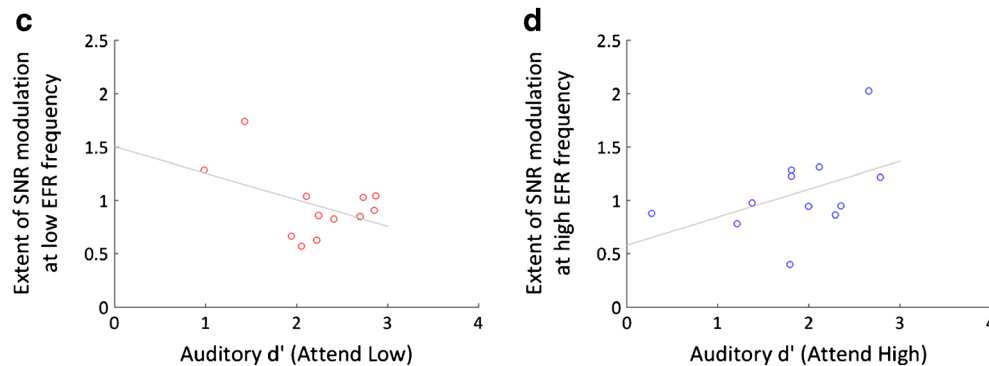 c
Extent of SNR modulation
at low EFR frequency
2.5
2
1.5
1
0.5
0
0 1 2 3 4
Auditory d' (Attend Low)
d
Extent of SNR modulation
at high EFR frequency
2.5
2
1.5
1
0.5
0
0 1 2 3 4
Auditory d' (Attend High)